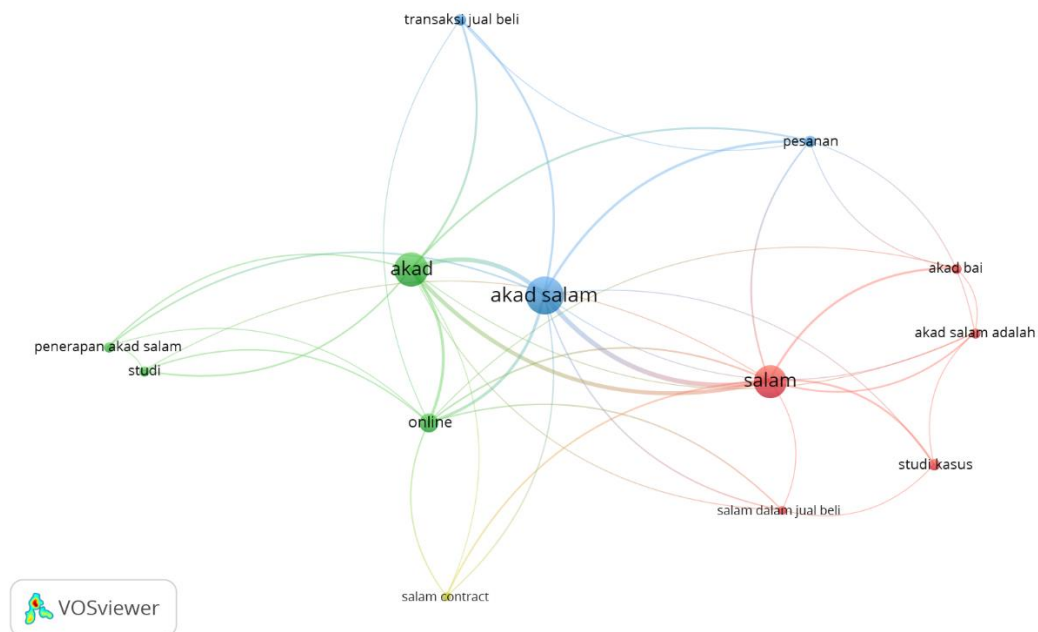 transaksi jual beli
pesanan
akad
akad bai
akad salam
akad salam adalah
penerapan akad salam
studi
salam
online
studi kasus
salam dalam jual beli
salam contract
VOSviewer